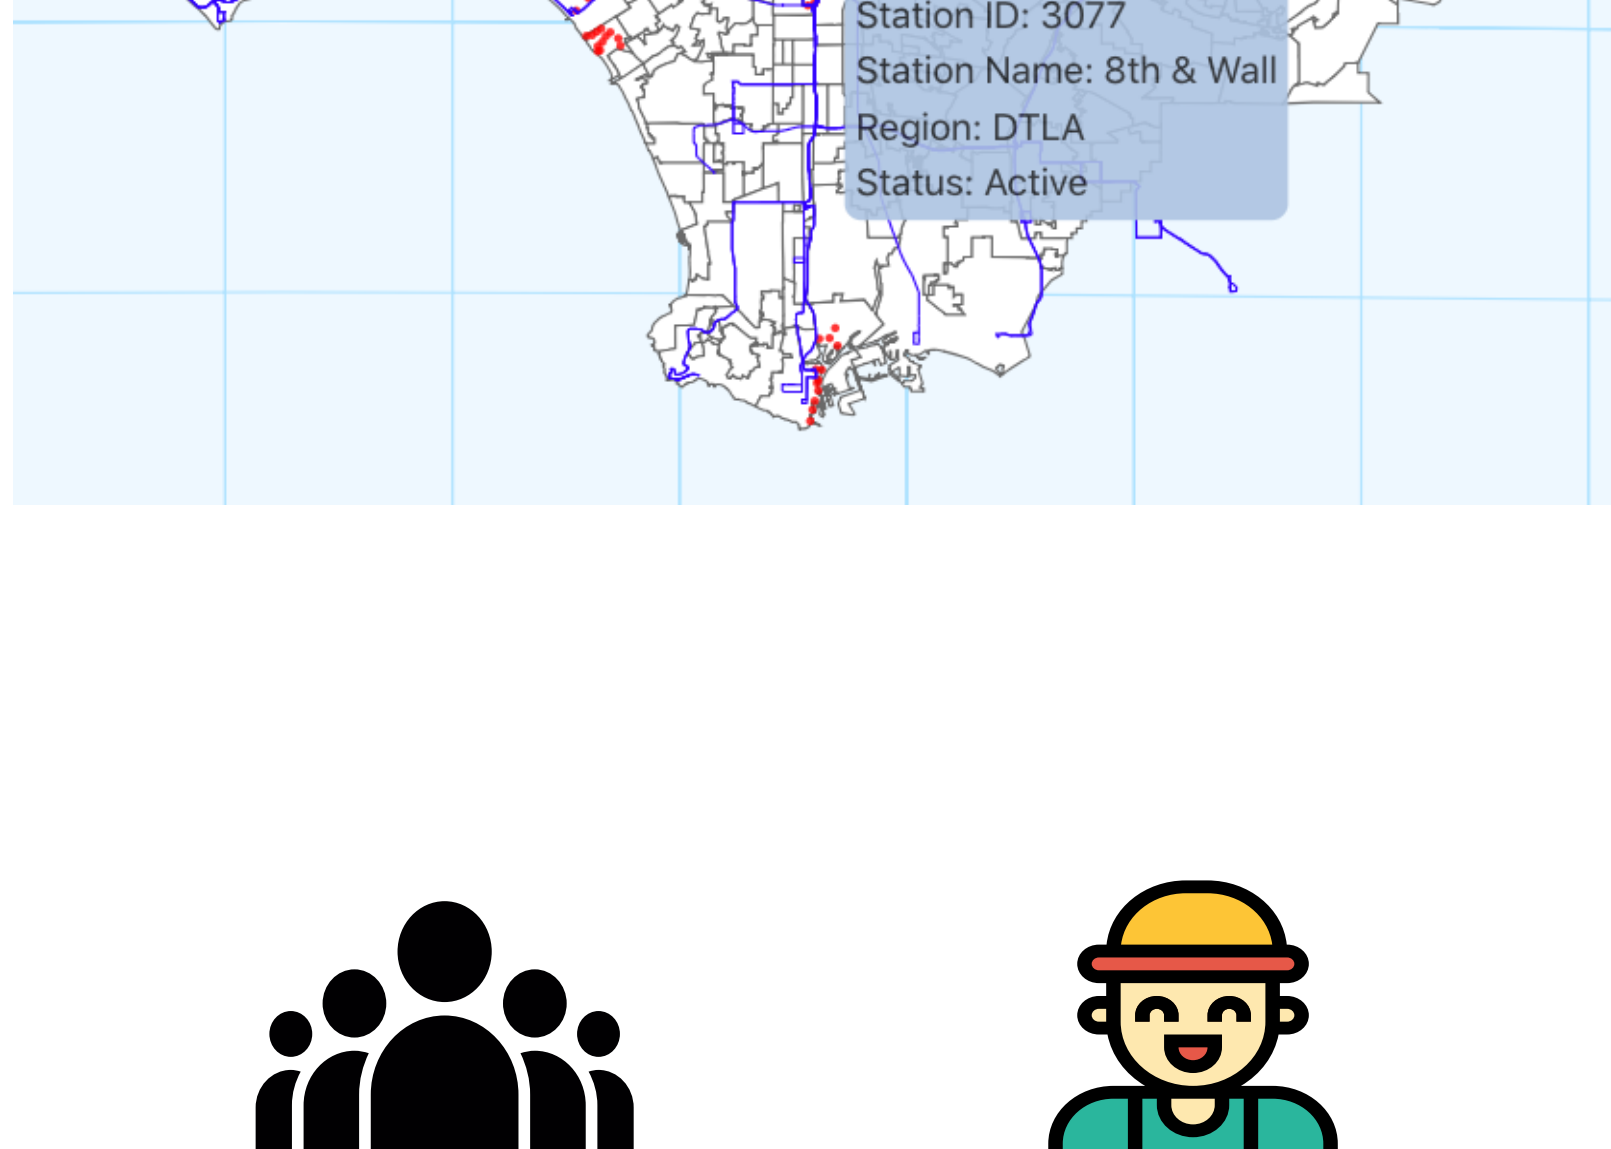 Station ID: 3077
Station Name: 8th & Wall
Region: DTLA
Status: Active